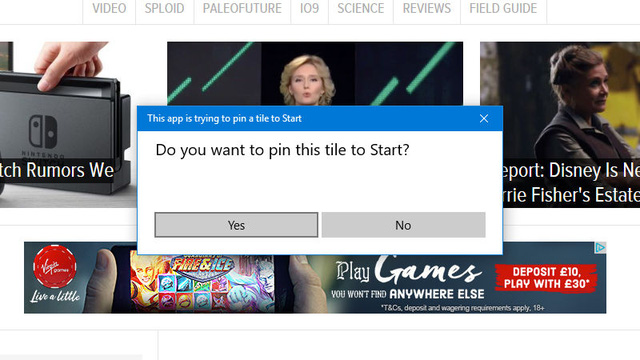 VIDEO SPLOID PALEOFUTURE IO9 SCIENCE REVIEWS FIELD GUIDE
NINTENDO
tch Rumors We
This app is trying to pin a tile to Start
Do you want to pin this tile to Start?
Yes No
eport: Disney Is Ne
rrie Fisher's Estate
Virgin
games
Live a little
FIRE & ICE
Play Games
YOU WON'T FIND ANYWHERE ELSE
DEPOSIT £10,
PLAY WITH £30*
*T&Cs, deposit and wagering requirements apply, 18+